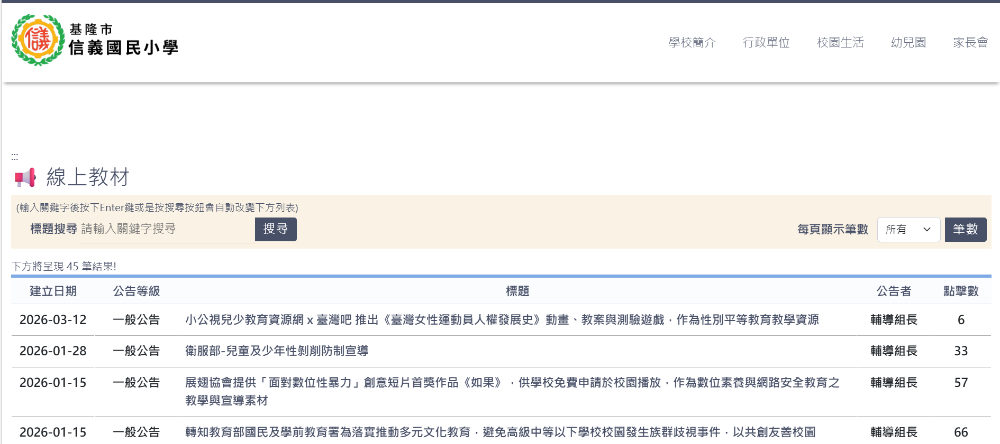 基隆市
信義國民小學
學校簡介 行政單位 校園生活 幼兒園 家長會
:::
線上教材
(輸入關鍵字後按下Enter鍵或是按搜尋按鈕會自動改變下方列表)
標題搜尋 請輸入關鍵字搜尋 搜尋 每頁顯示筆數 所有 筆數
下方將呈現 45 筆結果!
建立日期 公告等級 標題 公告者 點擊數
2026-03-12 一般公告 小公視兒少教育資源網 x 臺灣吧 推出《臺灣女性運動員人權發展史》動畫、教案與測驗遊戲，作為性別平等教育教學資源 輔導組長 6
2026-01-28 一般公告 衛服部-兒童及少年性剝削防制宣導 輔導組長 33
2026-01-15 一般公告 展翅協會提供「面對數位性暴力」創意短片首獎作品《如果》，供學校免費申請於校園播放，作為數位素養與網路安全教育之 輔導組長 57
教學與宣導素材
2026-01-15 一般公告 轉知教育部國民及學前教育署為落實推動多元文化教育，避免高級中等以下學校校園發生族群歧視事件，以共創友善校園 輔導組長 66